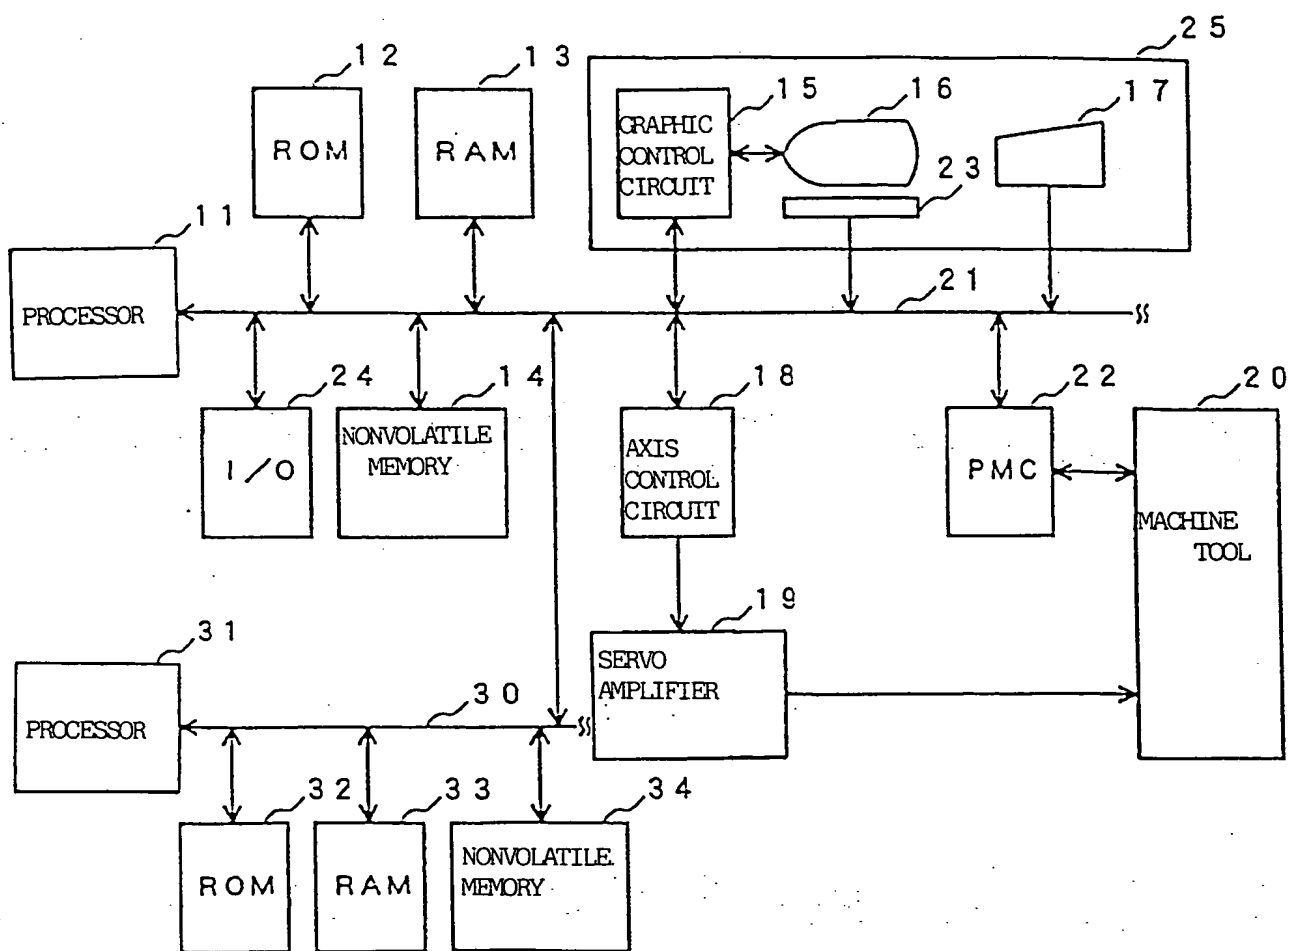 25
12
13
15
16
17
ROM
RAM
GRAPHIC
CONTROL
CIRCUIT
23
11
21
PROCESSOR
24
14
18
22
20
I/O
NONVOLATILE
MEMORY
AXIS
CONTROL
CIRCUIT
PMC
MACHINE
TOOL
19
31
SERVO
AMPLIFIER
30
PROCESSOR
32
33
34
ROM
RAM
NONVOLATILE
MEMORY